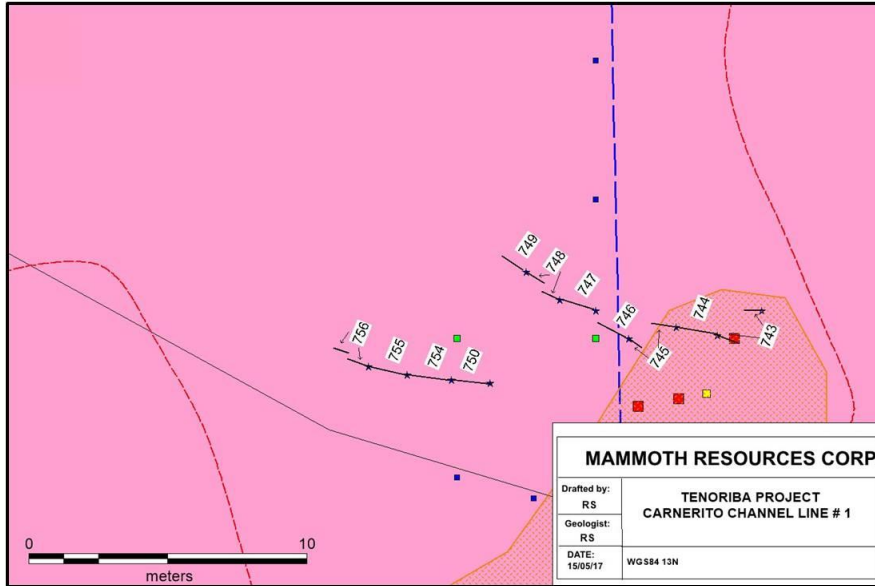 749
748
747
746
744
743
745
756
755
754
750
0
10
meters
MAMMOTH RESOURCES CORP
Drafted by:
RS
TENORIBA PROJECT
CARNERITO CHANNEL LINE # 1
Geologist:
RS
DATE:
15/05/17
WGS84 13N